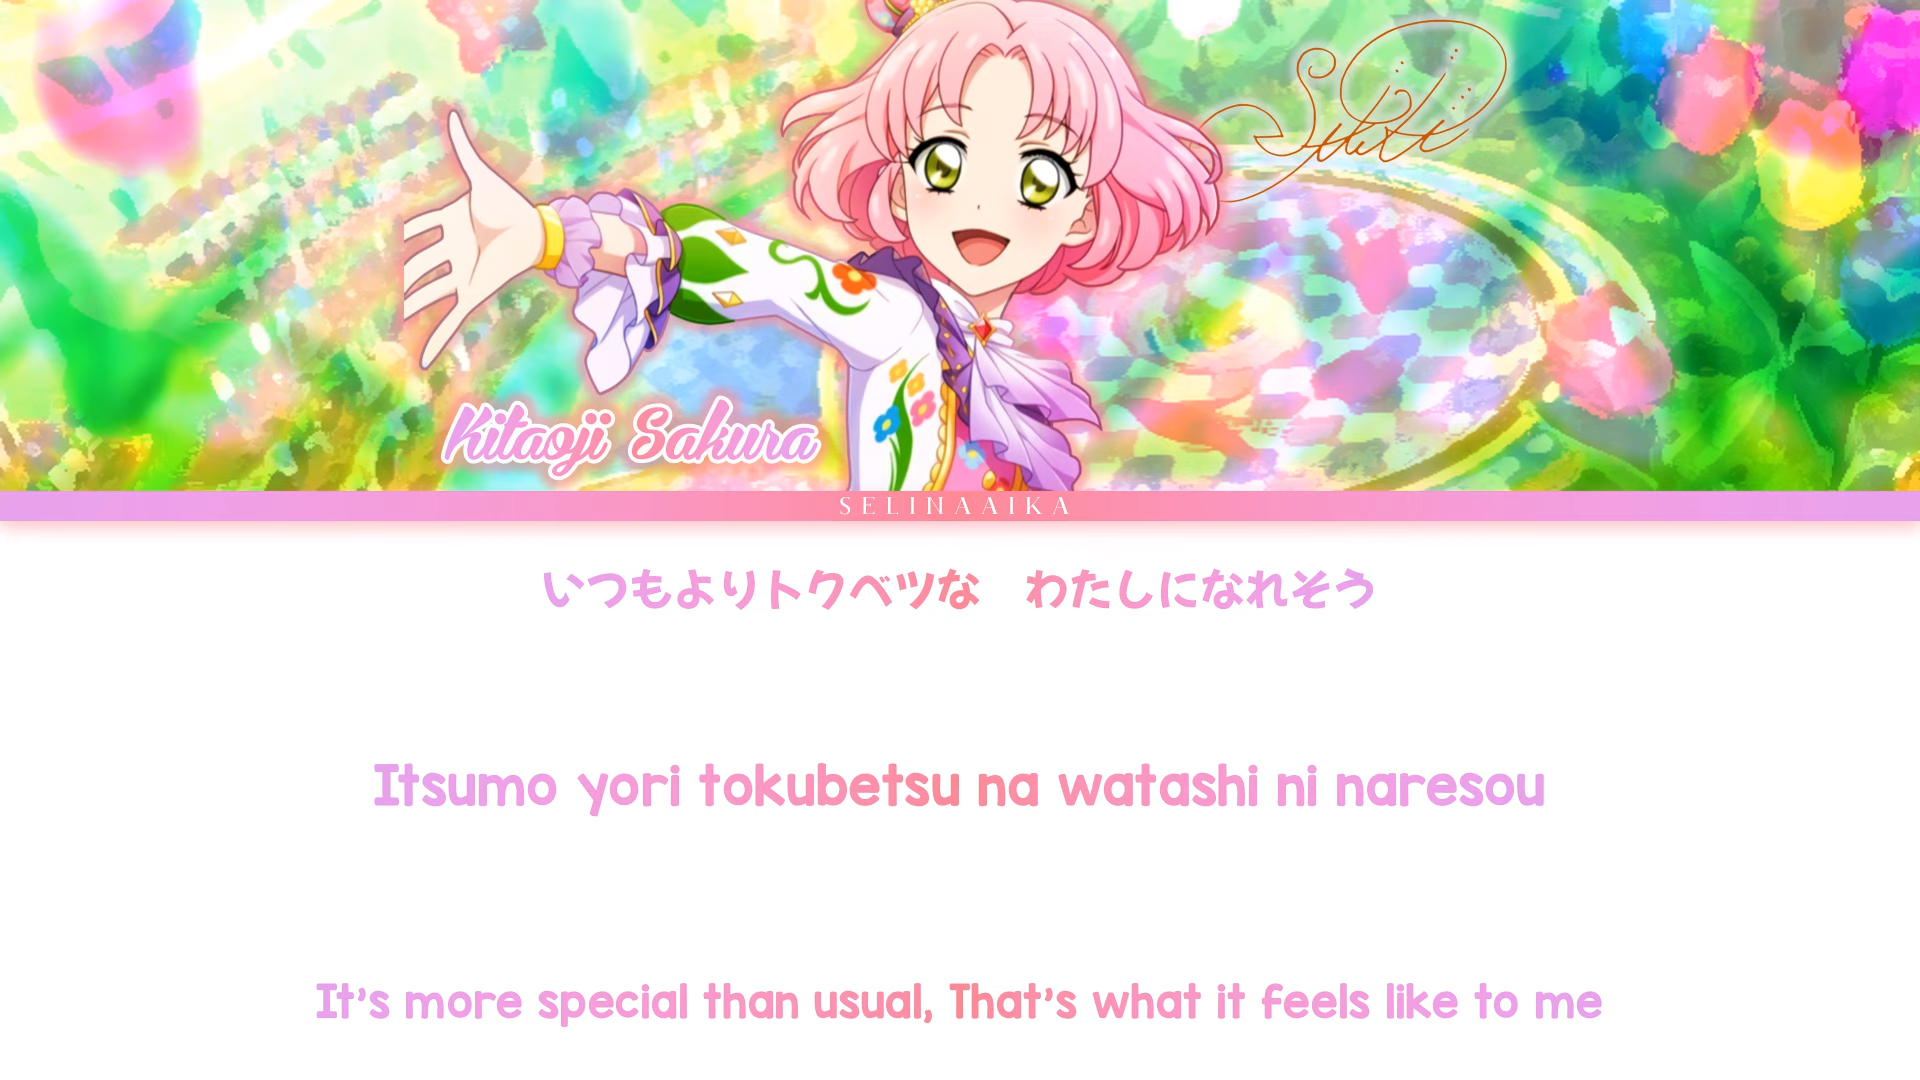 Kitaoji Sakura
SELINAAIKA
いつもよりトクベツな　わたしになれそう
Itsumo yori tokubetsu na watashi ni naresou
It's more special than usual, That's what it feels like to me